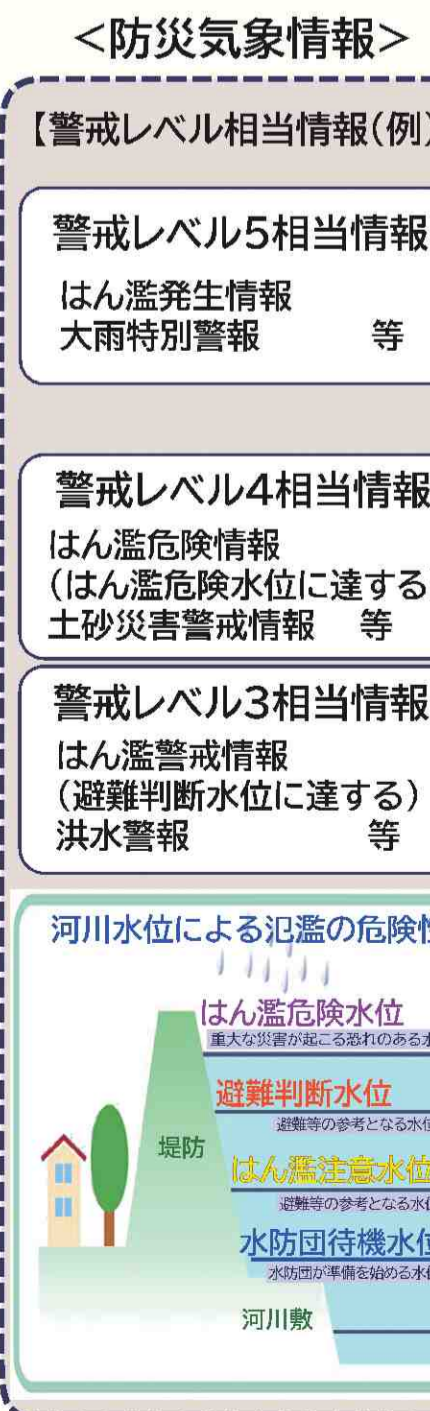 <防災気象情報>
【警戒レベル相当情報(例)
警戒レベル5相当情報
はん濫発生情報
大雨特別警報 等
警戒レベル4相当情報
はん濫危険情報
(はん濫危険水位に達する
土砂災害警戒情報 等
警戒レベル3相当情報
はん濫警戒情報
(避難判断水位に達する)
洪水警報 等
河川水位による氾濫の危険性
はん濫危険水位
重大な災害が起こる恐れのある水
避難判断水位
避難等の参考となる水位
堤防
はん濫注意水位
避難等の参考となる水位
水防団待機水位
水防団が準備を始める水位
河川敷